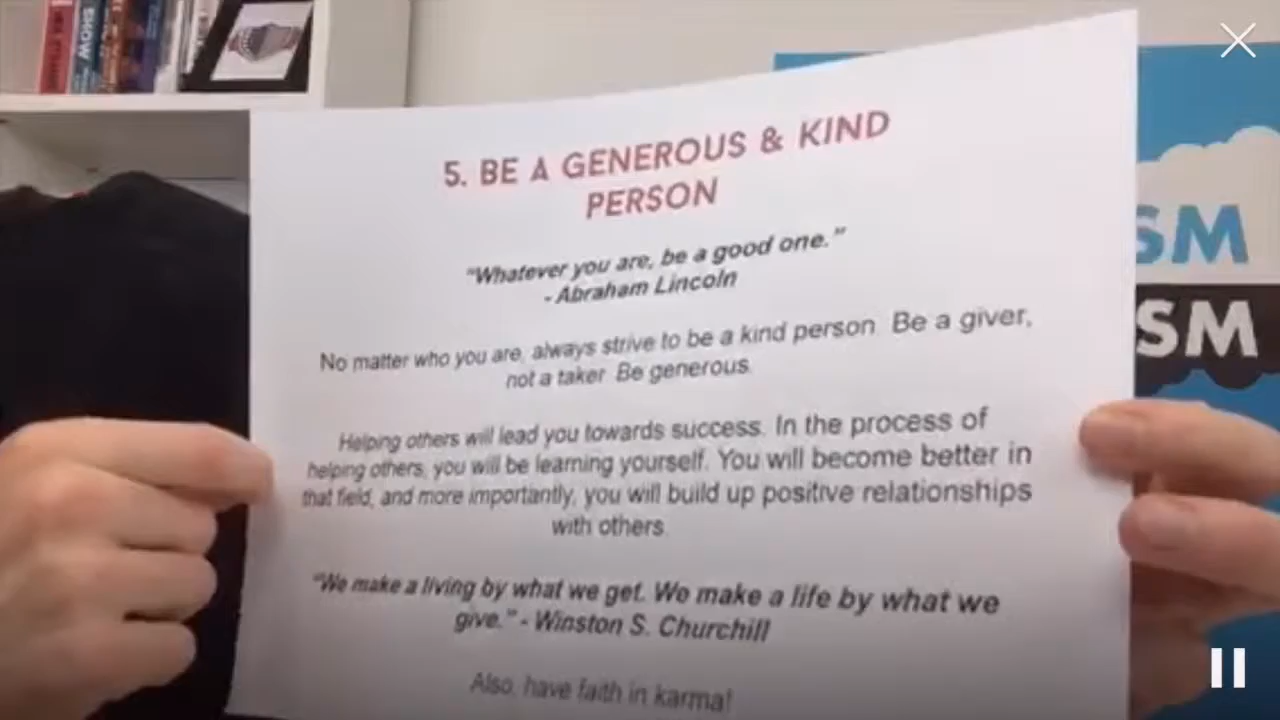 SHOW
5. BE A GENEROUS & KIND
PERSON
"Whatever you are, be a good one."
- Abraham Lincoln
No matter who you are, always strive to be a kind person. Be a giver,
not a taker. Be generous.
Helping others will lead you towards success. In the process of
helping others, you will be learning yourself. You will become better in
that field, and more importantly, you will build up positive relationships
with others.
"We make a living by what we get. We make a life by what we
give." - Winston S. Churchill
Also, have faith in karma!
SM
SM